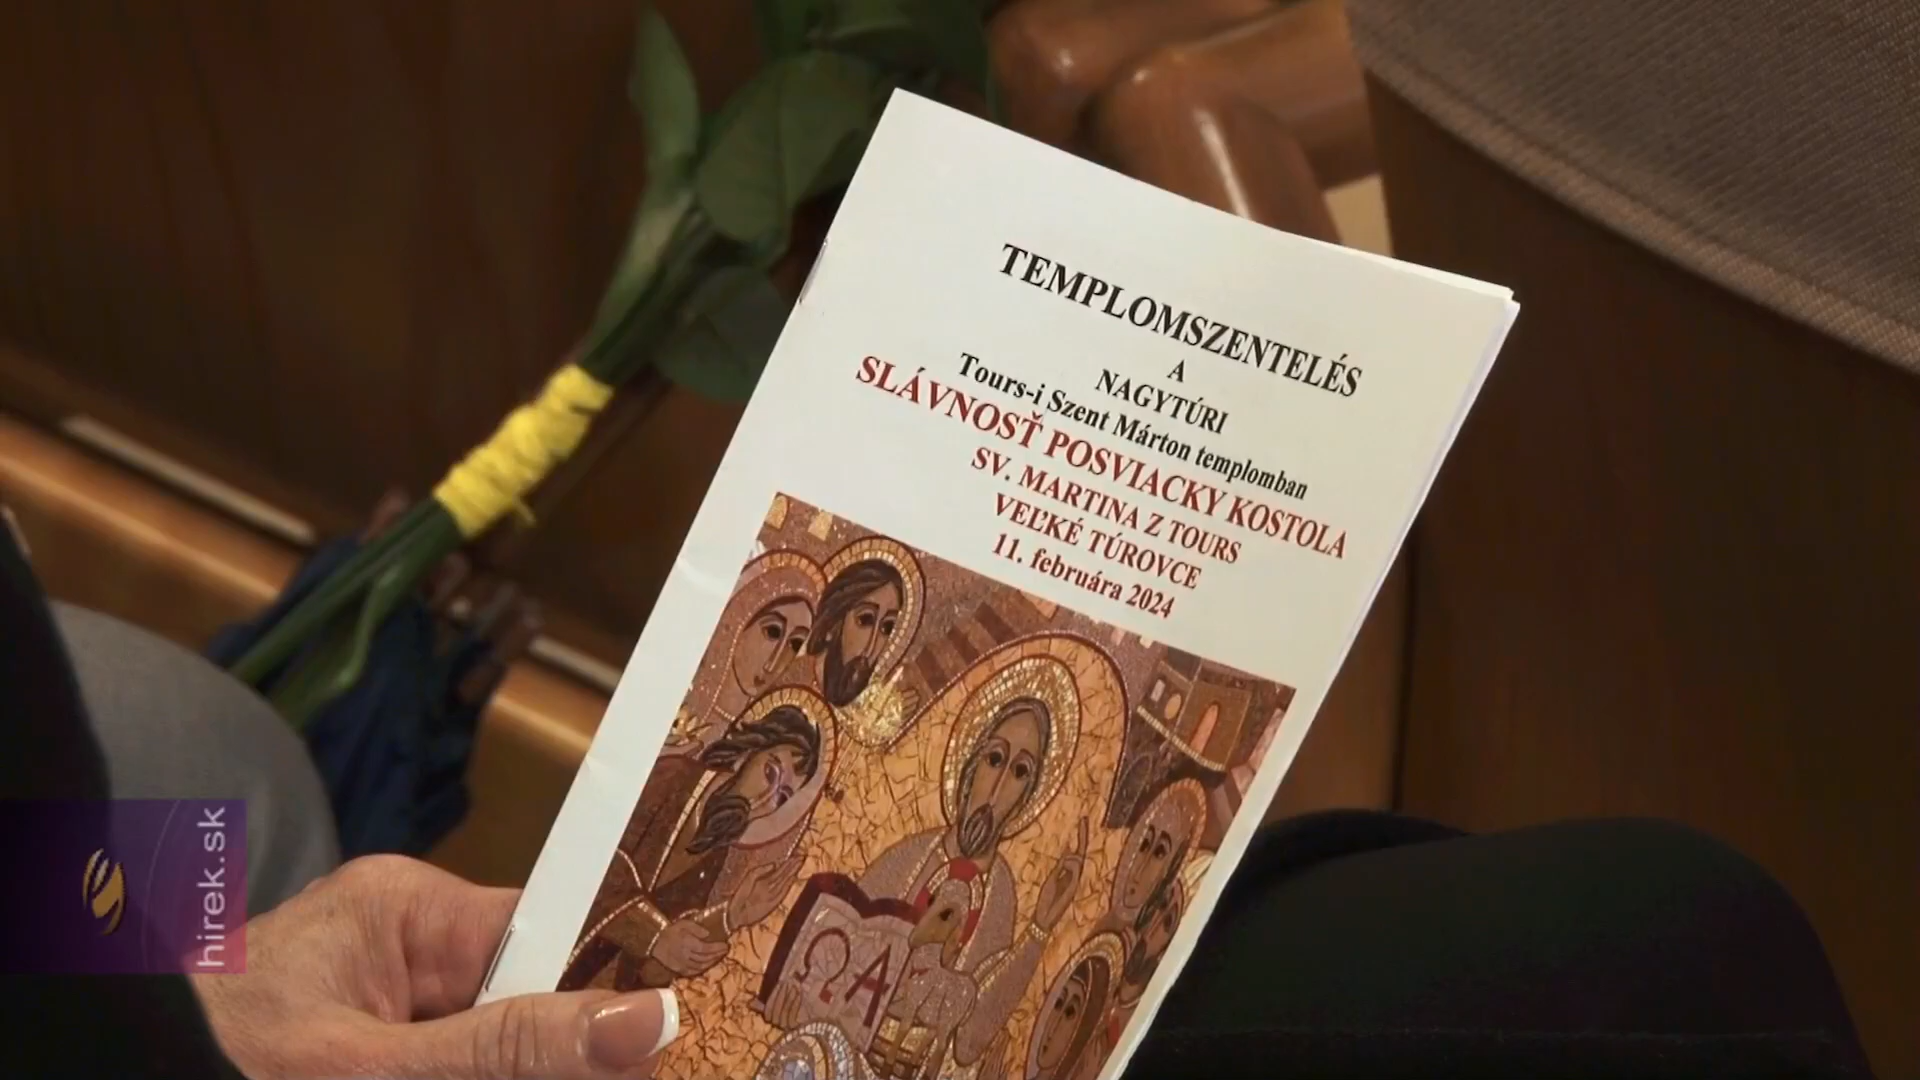 TEMPLOMSZENTELÉS
A
NAGYTÚRI
Tours-i Szent Márton templomban
SLÁVNOSŤ POSVIACKY KOSTOLA
SV. MARTINA Z TOURS
VEĽKÉ TÚROVCE
11. februára 2024
Ω A
hirek.sk